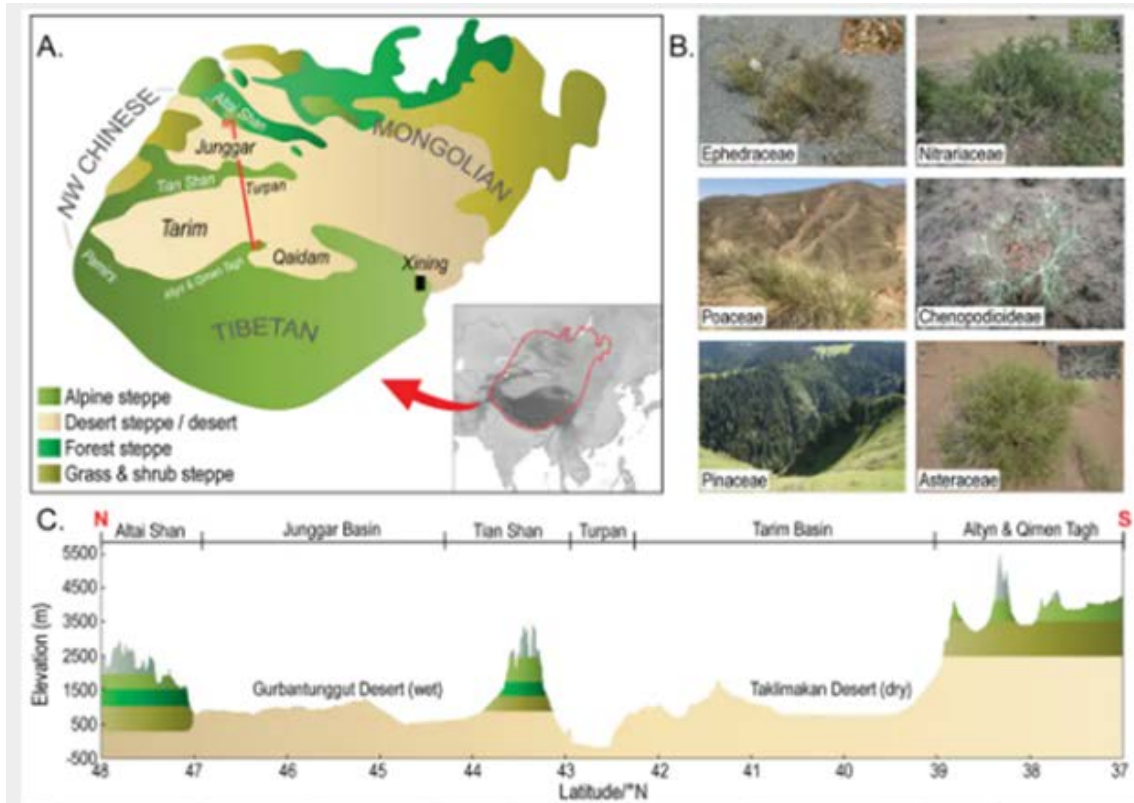 A.
NW CHINESE
Altai Shan
MONGOLIAN
Junggar
Tian Shan
Turpan
Tarim
Pamirs
Altyn & Qimen Tagh
Qaidam
Xining
TIBETAN
Alpine steppe
Desert steppe / desert
Forest steppe
Grass & shrub steppe
B.
Ephedraceae
Nitrariaceae
Poaceae
Chenopodioideae
Pinaceae
Asteraceae
C.
N
S
Altai Shan
Junggar Basin
Tian Shan
Turpan
Tarim Basin
Altyn & Qimen Tagh
Elevation (m)
5500
4500
3500
2500
1500
500
-500
Gurbantunggut Desert (wet)
Taklimakan Desert (dry)
48 47 46 45 44 43 42 41 40 39 38 37
Latitude/°N